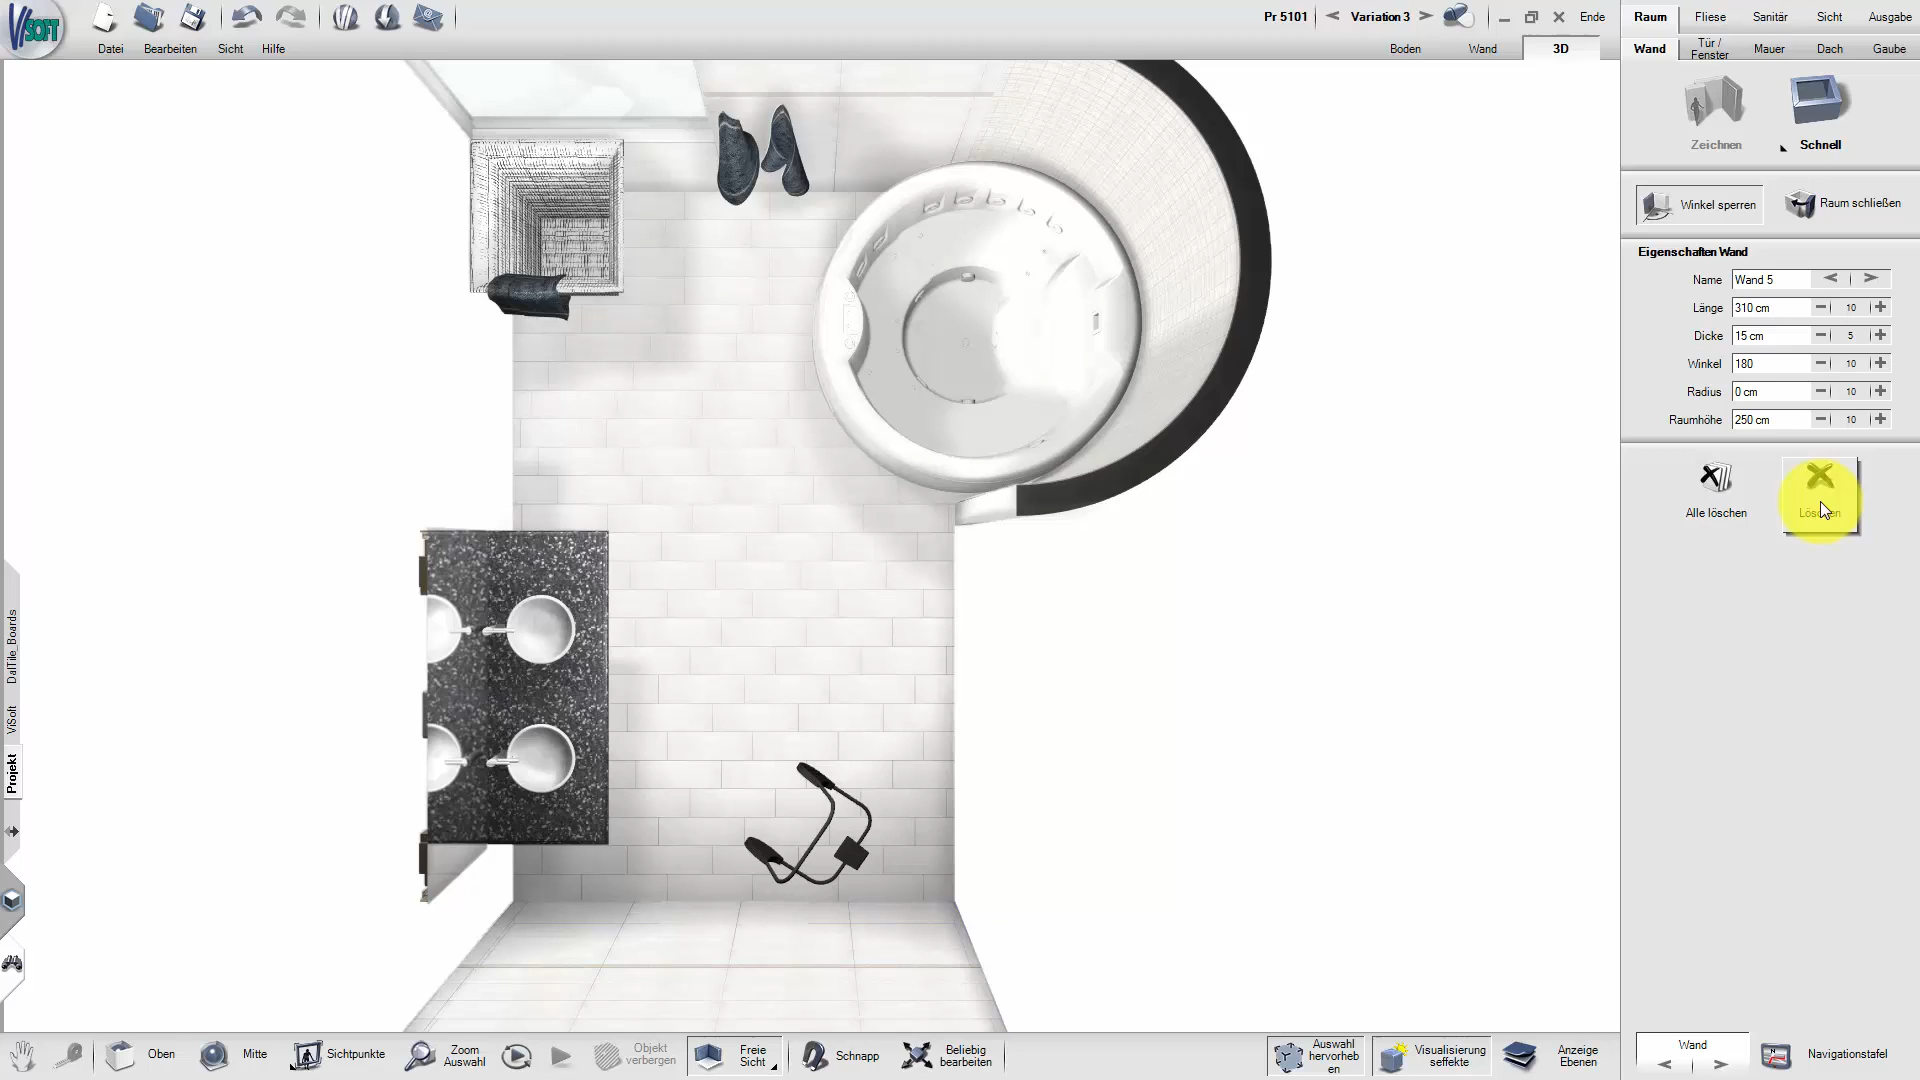 ViSOFT
Datei
Bearbeiten
Sicht
Hilfe
Pr 5101
Variation 3
Ende
Boden
Wand
3D
Raum
Fliese
Sanitär
Sicht
Ausgabe
Wand
Tür /
Fenster
Mauer
Dach
Gaube
Zeichnen
Schnell
Winkel sperren
Raum schließen
Eigenschaften Wand
Name Wand 5
Länge 310 cm 10
Dicke 15 cm 5
Winkel 180 10
Radius 0 cm 10
Raumhöhe 250 cm 10
Alle löschen
Löschen
DalTile_Boards
ViSoft
Projekt
Oben
Mitte
Sichtpunkte
Zoom
Auswahl
Objekt
verbergen
Freie
Sicht
Schnapp
Beliebig
bearbeiten
Auswahl
hervorheb
en
Visualisierung
seffekte
Anzeige
Ebenen
Wand
Navigationstafel